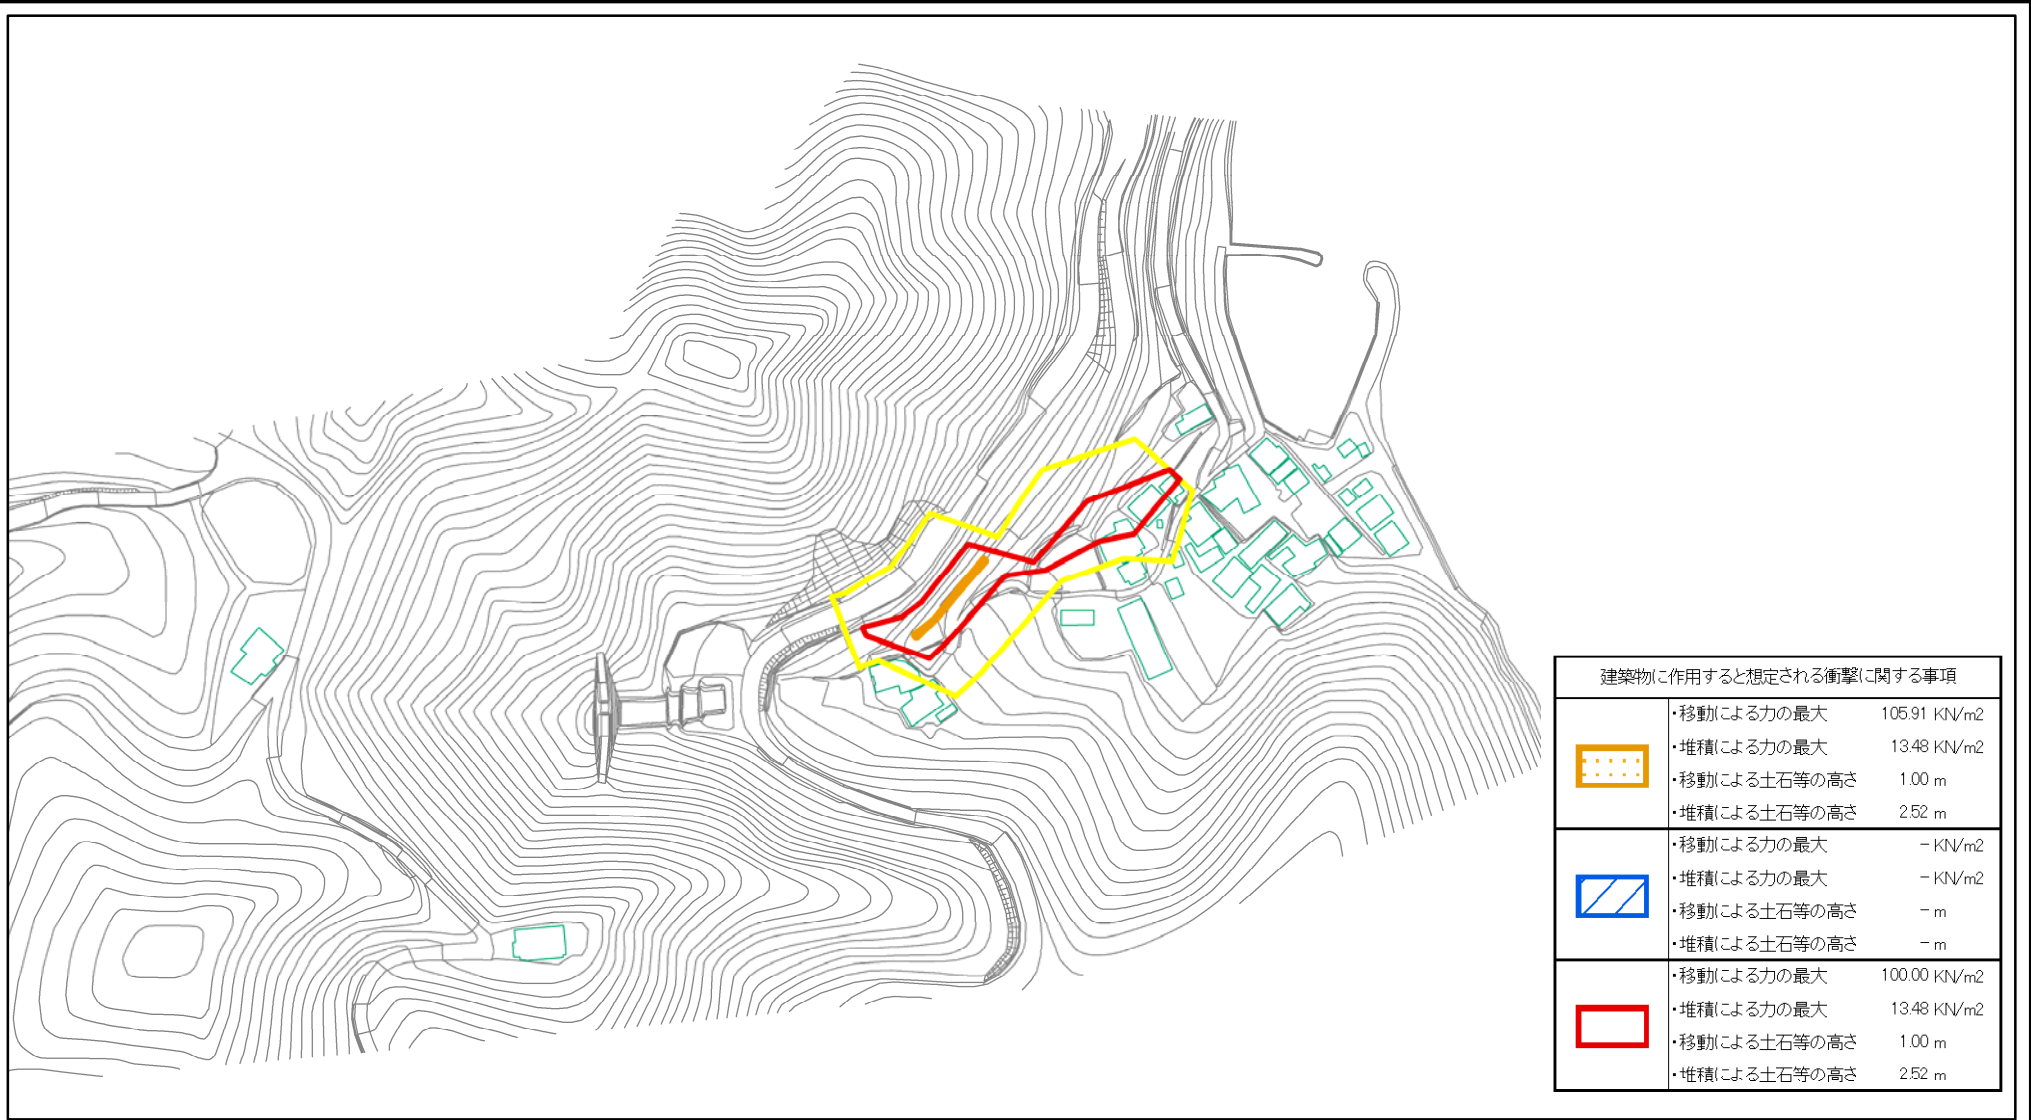 建築物に作用すると想定される衝撃に関する事項
・移動による力の最大 105.91 KN/m2
・堆積による力の最大 13.48 KN/m2
・移動による土石等の高さ 1.00 m
・堆積による土石等の高さ 2.52 m
・移動による力の最大 − KN/m2
・堆積による力の最大 − KN/m2
・移動による土石等の高さ − m
・堆積による土石等の高さ − m
・移動による力の最大 100.00 KN/m2
・堆積による力の最大 13.48 KN/m2
・移動による土石等の高さ 1.00 m
・堆積による土石等の高さ 2.52 m